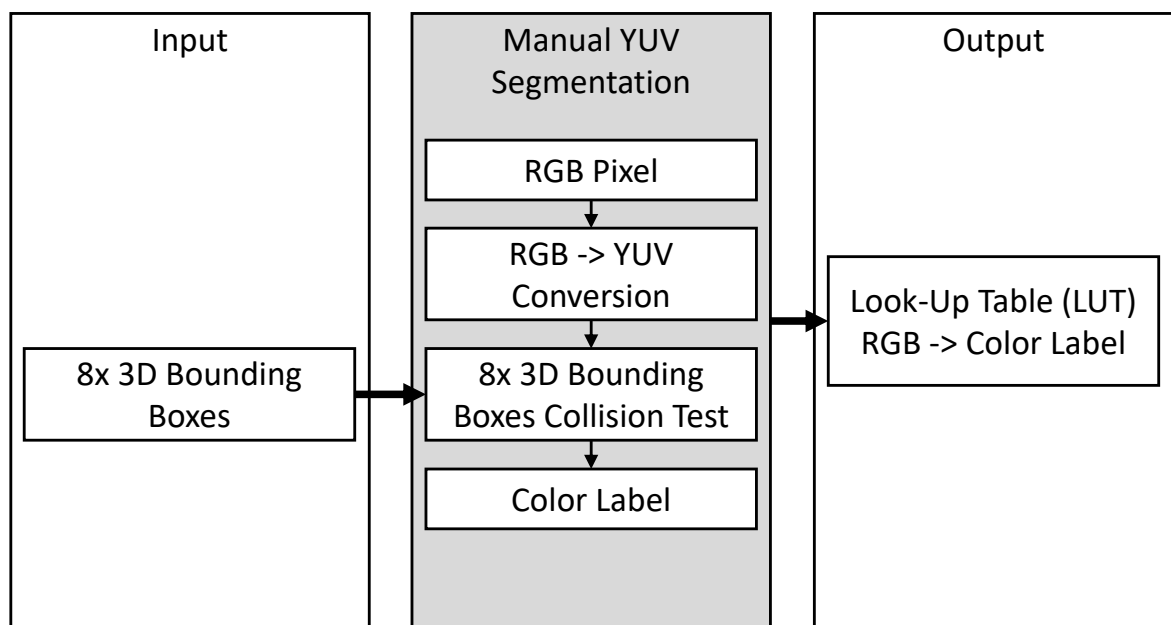 Input
8x 3D Bounding
Boxes
Manual YUV
Segmentation
RGB Pixel
RGB -> YUV
Conversion
8x 3D Bounding
Boxes Collision Test
Color Label
Output
Look-Up Table (LUT)
RGB -> Color Label